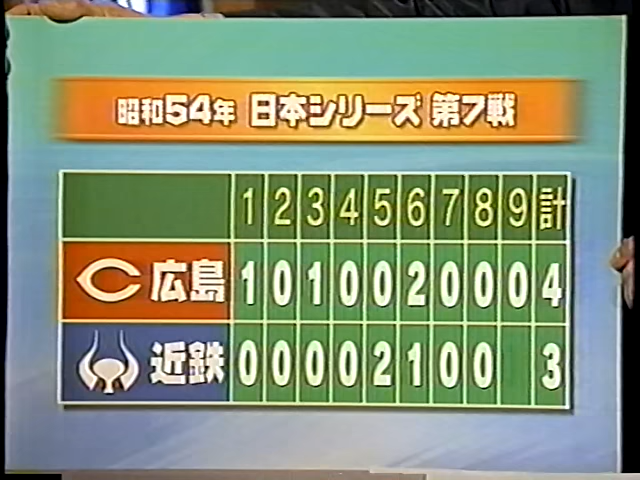 昭和54年 日本シリーズ 第7戦
1 2 3 4 5 6 7 8 9 計
C 広島 1 0 1 0 0 2 0 0 0 4
近鉄 0 0 0 0 2 1 0 0 3